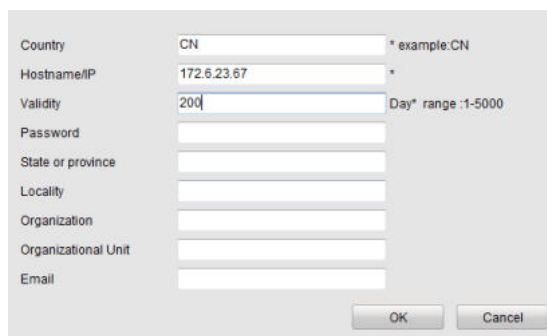 Country CN * example:CN
Hostname/IP 172.6.23.67 *
Validity 200 Day* range :1-5000
Password
State or province
Locality
Organization
Organizational Unit
Email
OK Cancel